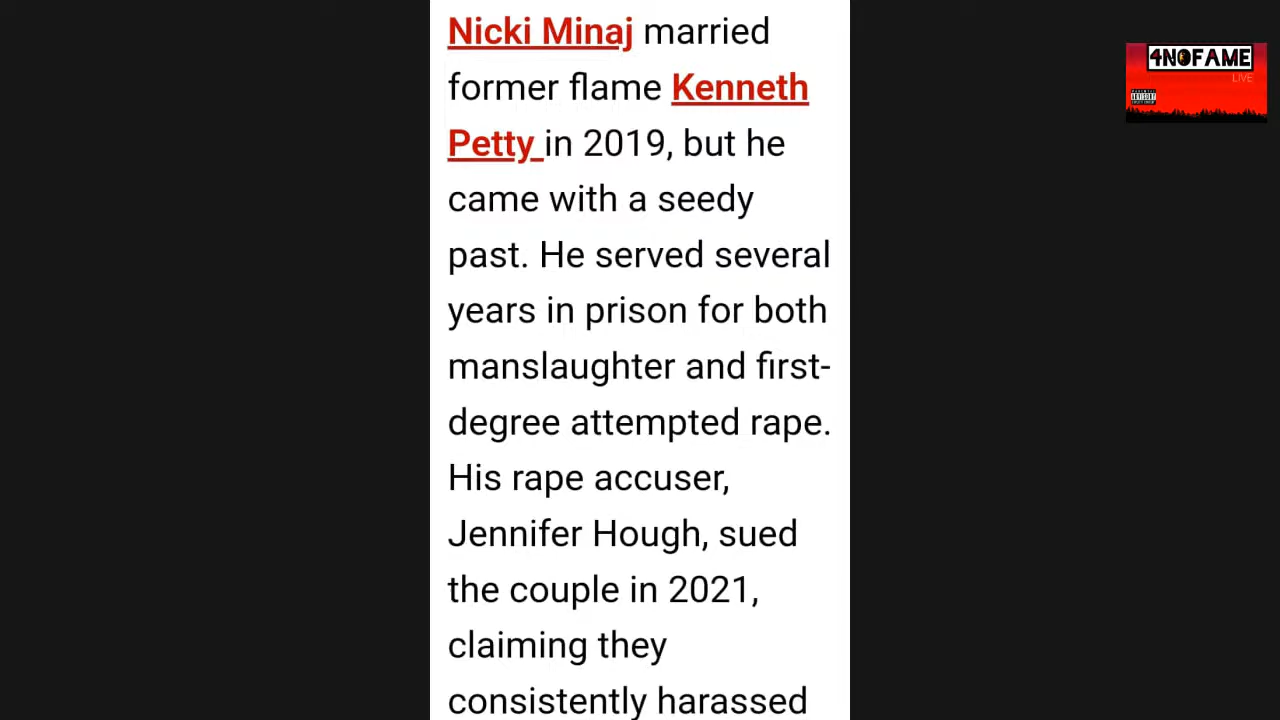 Nicki Minaj married
former flame Kenneth
Petty in 2019, but he
came with a seedy
past. He served several
years in prison for both
manslaughter and first-
degree attempted rape.
His rape accuser,
Jennifer Hough, sued
the couple in 2021,
claiming they
consistently harassed
4NOFAME
LIVE